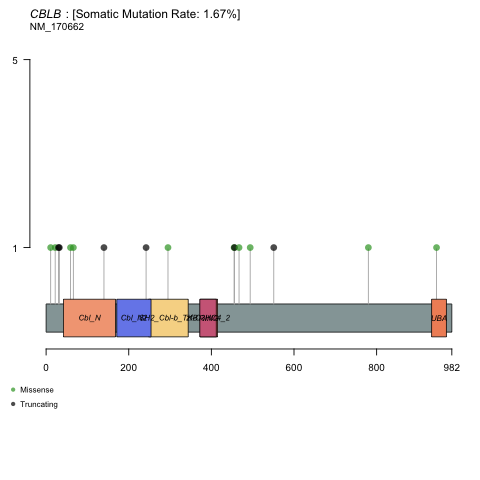 CBLB : [Somatic Mutation Rate: 1.67%]
NM_170662
5
1
Cbl_N
UBA
0 200 400 600 800 982
Missense
Truncating